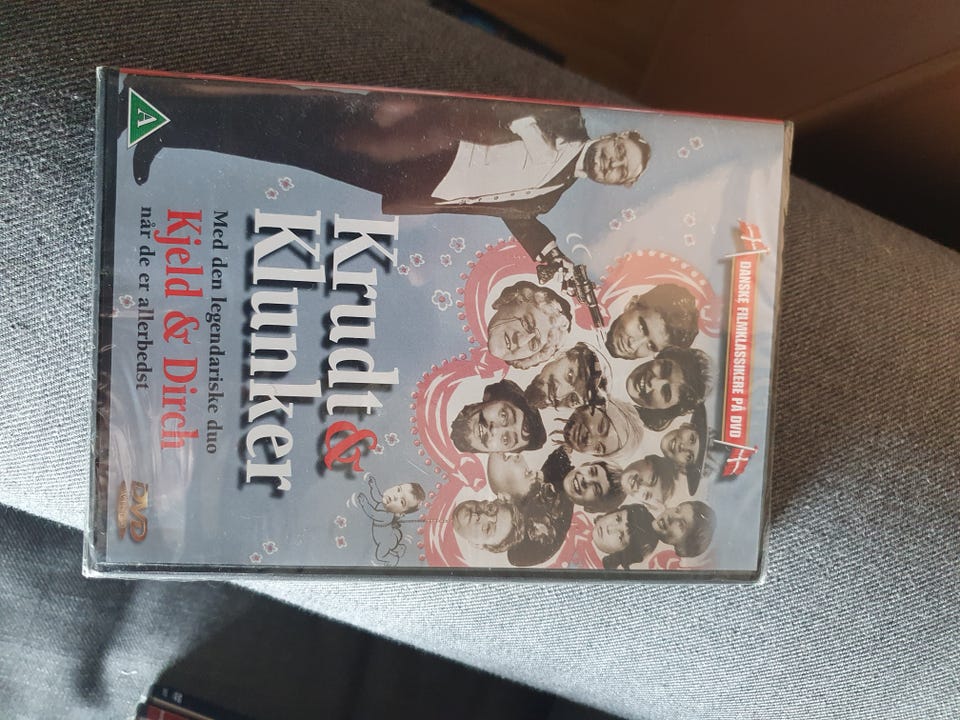 DANSKE FILMKLASSIKERE PÅ DVD
Krudt &
Klunker
Med den legendariske duo
Kjeld & Dirch
når de er allerbedst
A
DVD